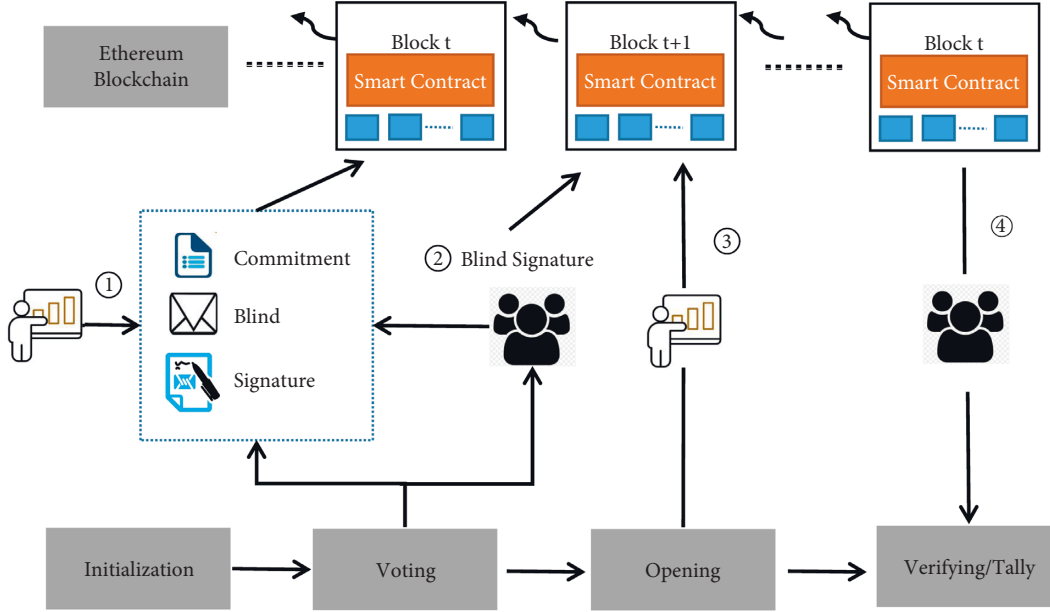 Ethereum
Blockchain
Block t
Smart Contract
Block t+1
Smart Contract
Block t
Smart Contract
1
Commitment
Blind
Signature
2 Blind Signature
3
4
Initialization
Voting
Opening
Verifying/Tally